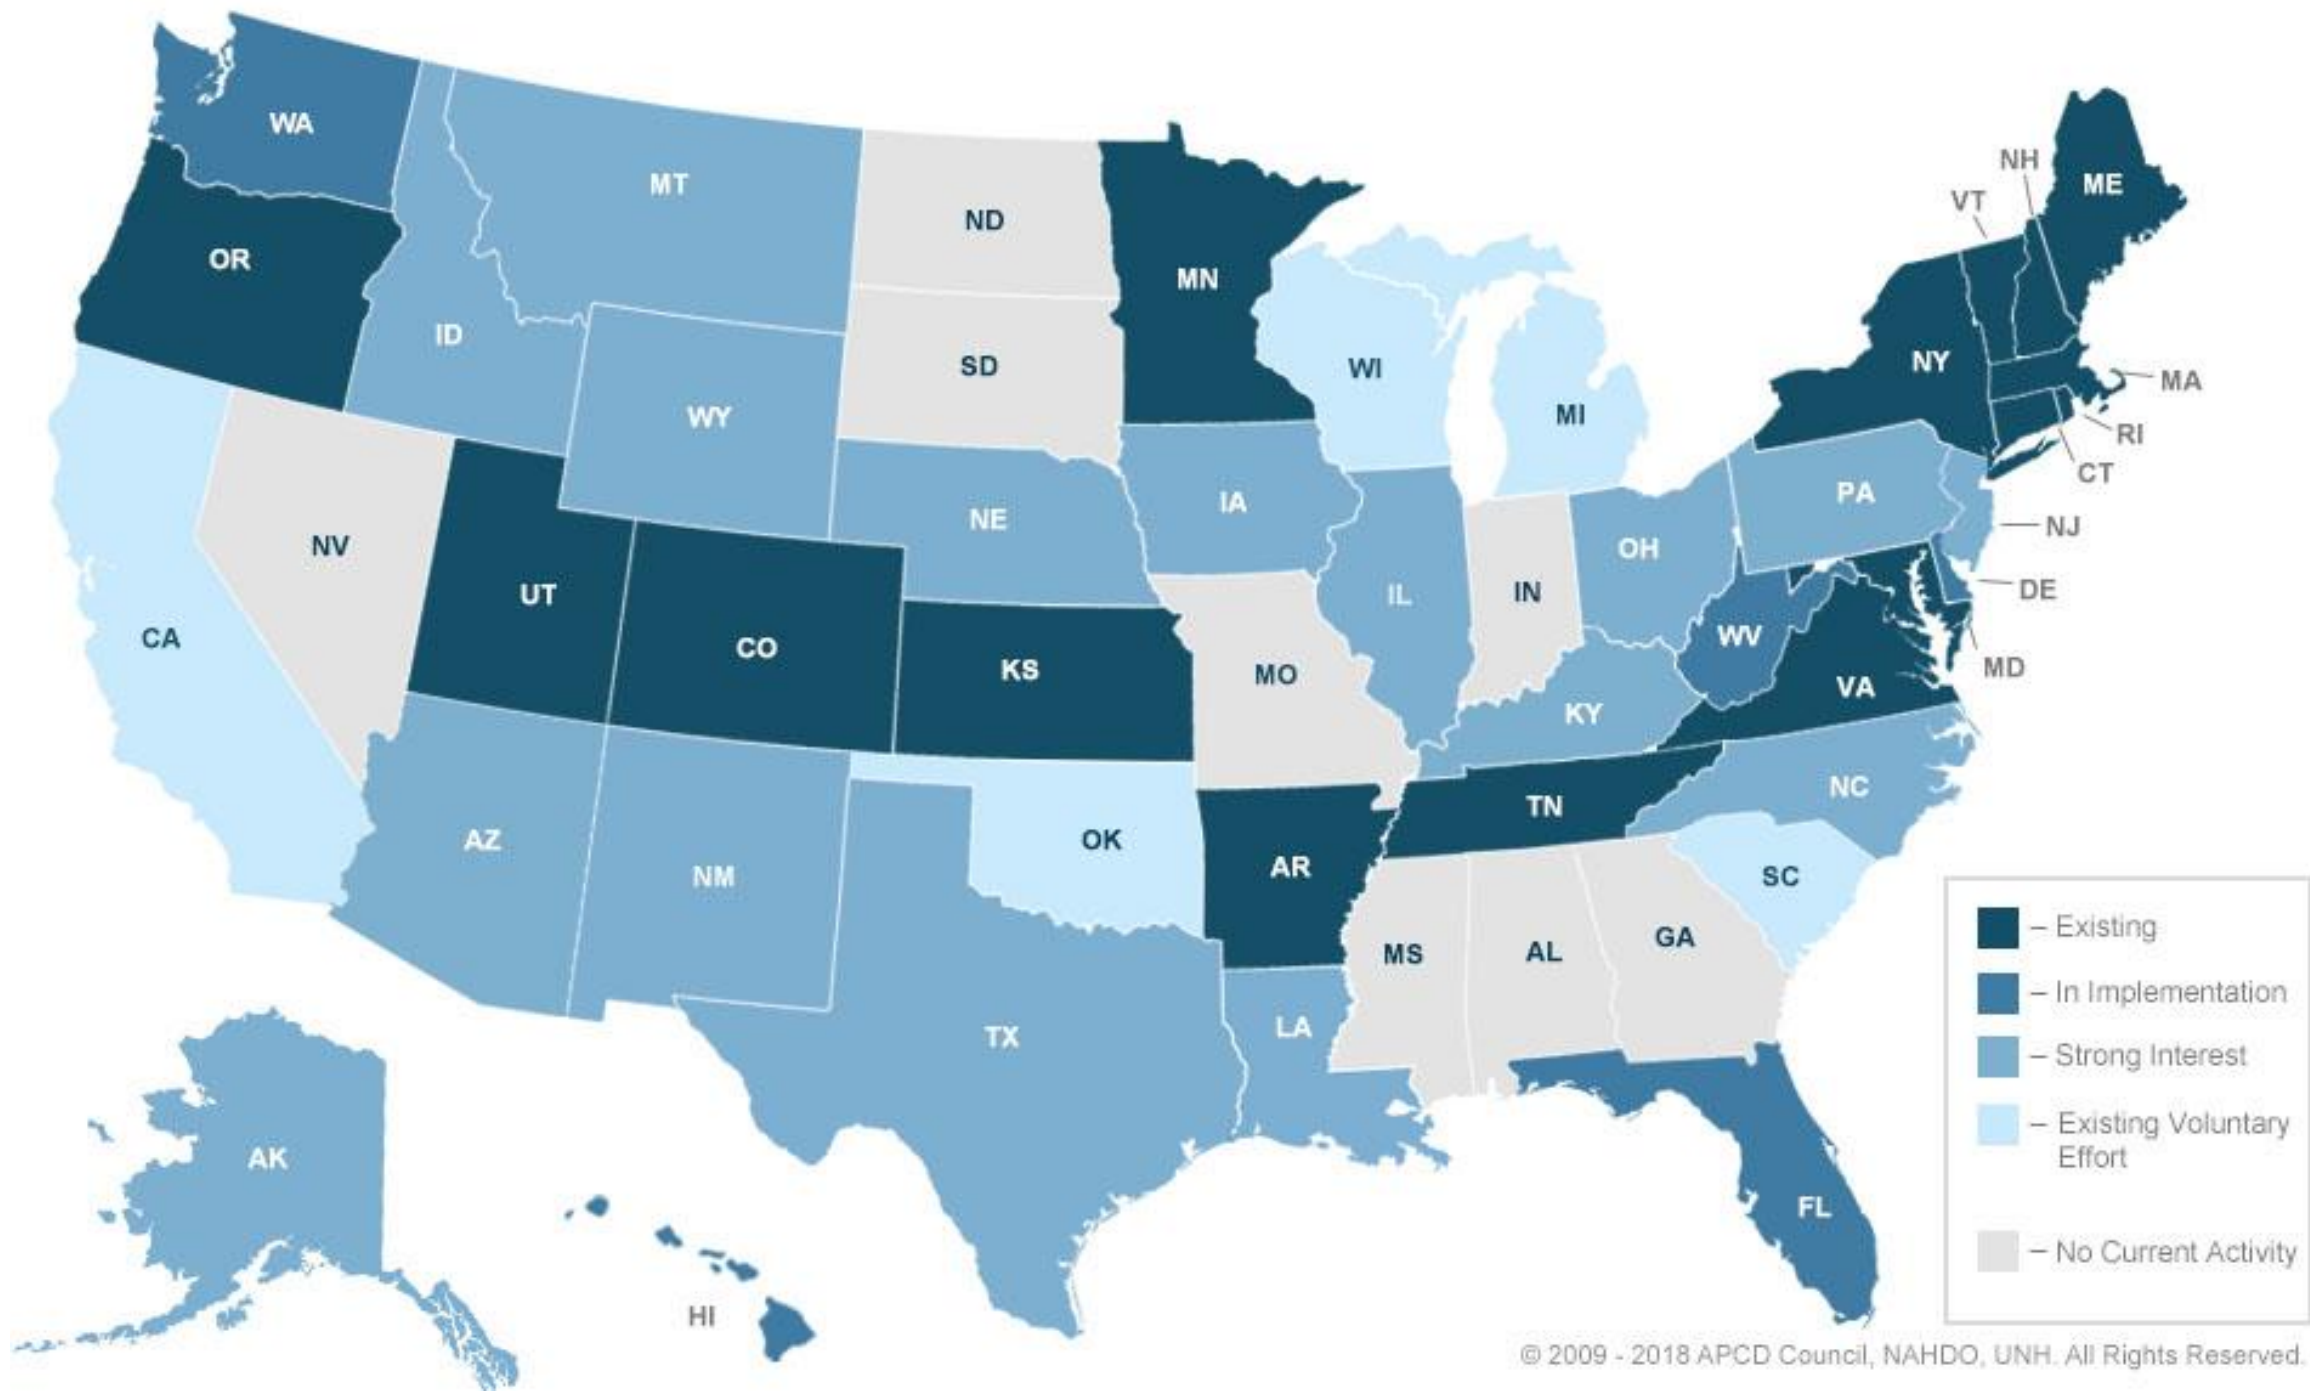 WA
MT
ND
MN
OR
ID
SD
WI
MI
NH
VT
ME
NY
MA
RI
CT
WY
NE
IA
PA
NJ
NV
UT
CO
KS
CA
IL
IN
OH
DE
WV
MD
MO
KY
VA
AZ
NM
OK
AR
TN
NC
SC
MS
AL
GA
TX
LA
AK
HI
FL
– Existing
– In Implementation
– Strong Interest
– Existing Voluntary
Effort
– No Current Activity
© 2009 - 2018 APCD Council, NAHDO, UNH. All Rights Reserved.